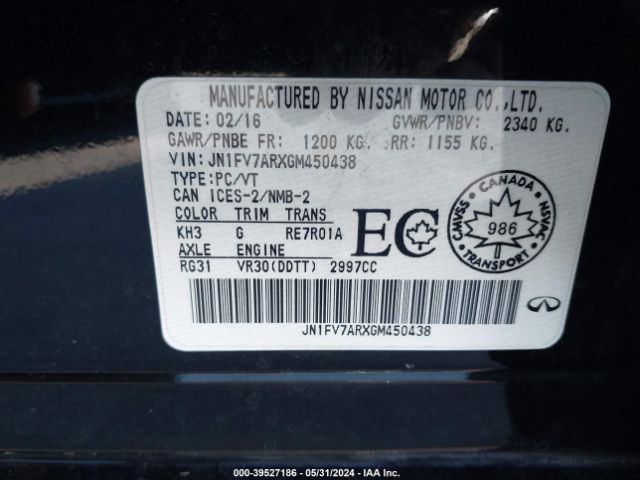 MANUFACTURED BY NISSAN MOTOR CO.,LTD.
DATE: 02/16 GVWR/PNBV: 2340 KG.
GAWR/PNBE FR: 1200 KG. RR: 1155 KG.
VIN: JN1FV7ARXGM450438
TYPE: PC/VT
CAN ICES-2/NMB-2
COLOR TRIM TRANS
KH3 G RE7R01A
AXLE ENGINE
RG31 VR30(DDTT) 2997CC
EC
CANADA
CMVSS 986 NSVAC
TRANSPORT
JN1FV7ARXGM450438
000-39527186 - 05/31/2024 - IAA Inc.